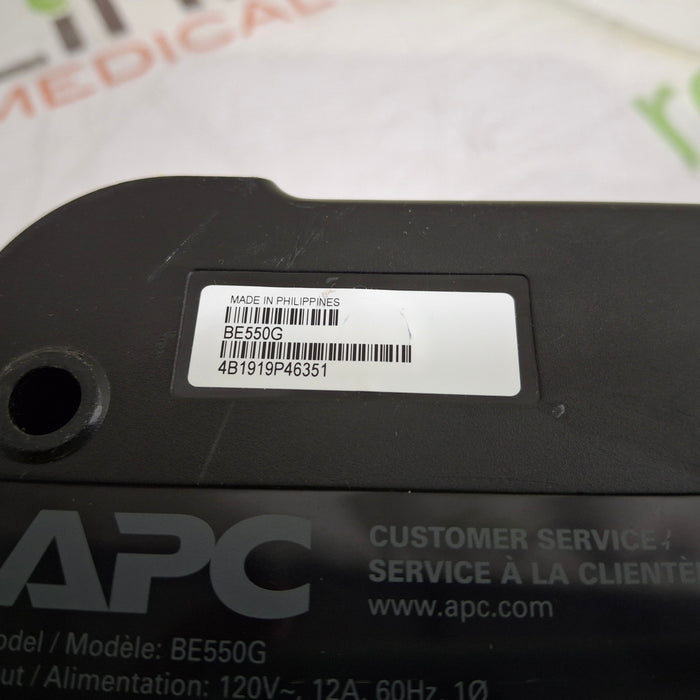 MEDICAL
MADE IN PHILIPPINES
BE550G
4B1919P46351
APC
CUSTOMER SERVICE
SERVICE À LA CLIENTÈ
www.apc.com
odel / Modèle: BE550G
put / Alimentation: 120V~, 12A, 60Hz, 1Ø